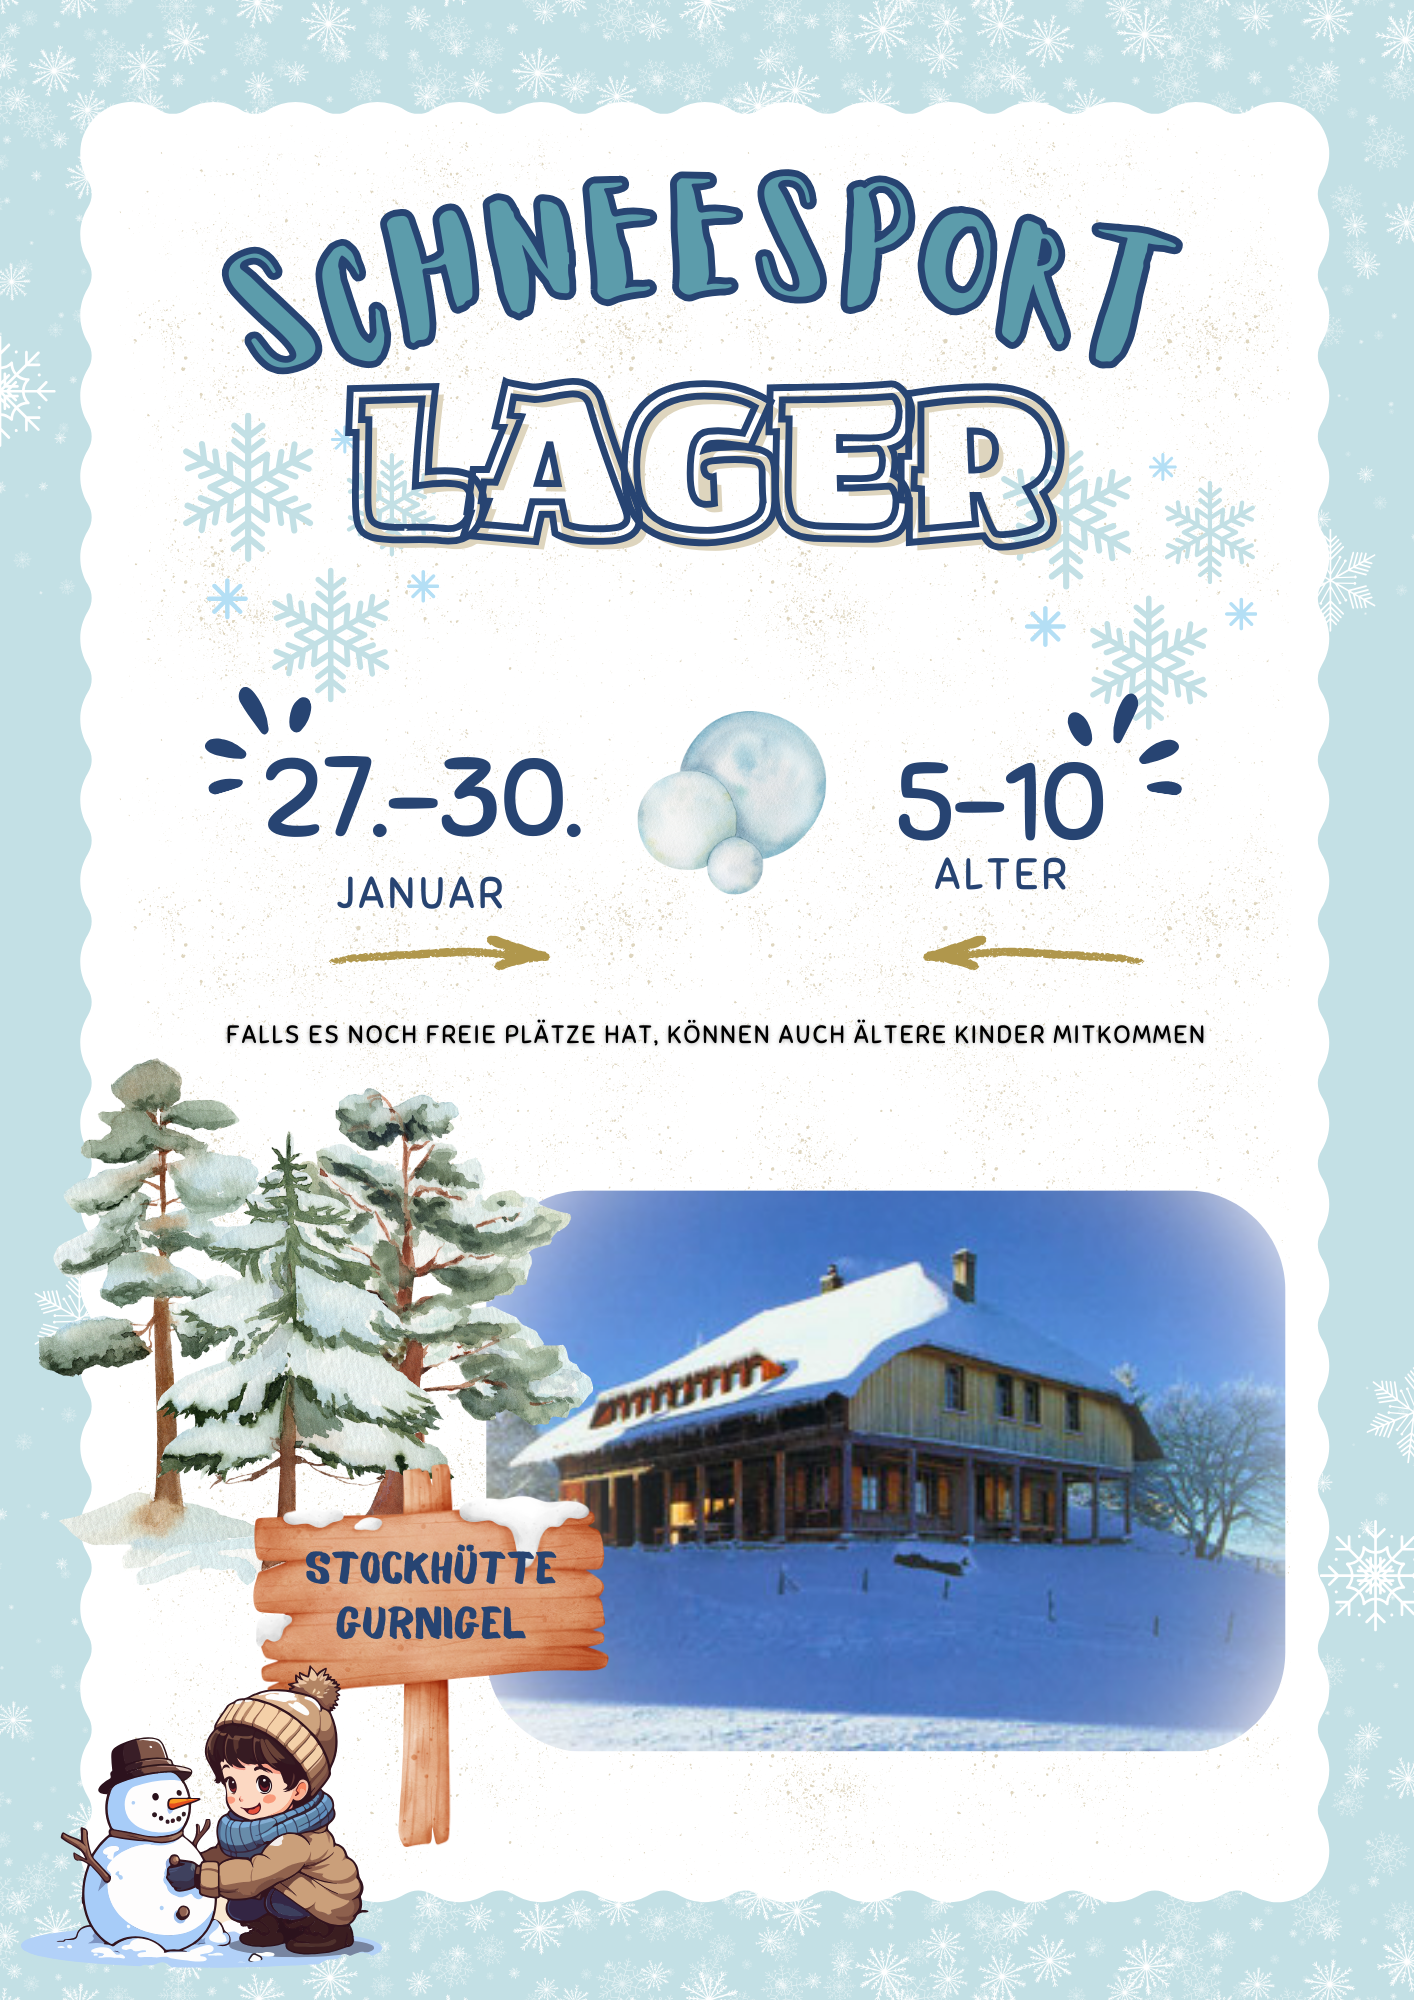 SCHNEESPORT
LAGER
27.–30.
JANUAR
5–10
ALTER
FALLS ES NOCH FREIE PLÄTZE HAT, KÖNNEN AUCH ÄLTERE KINDER MITKOMMEN
STOCKHÜTTE
GURNIGEL